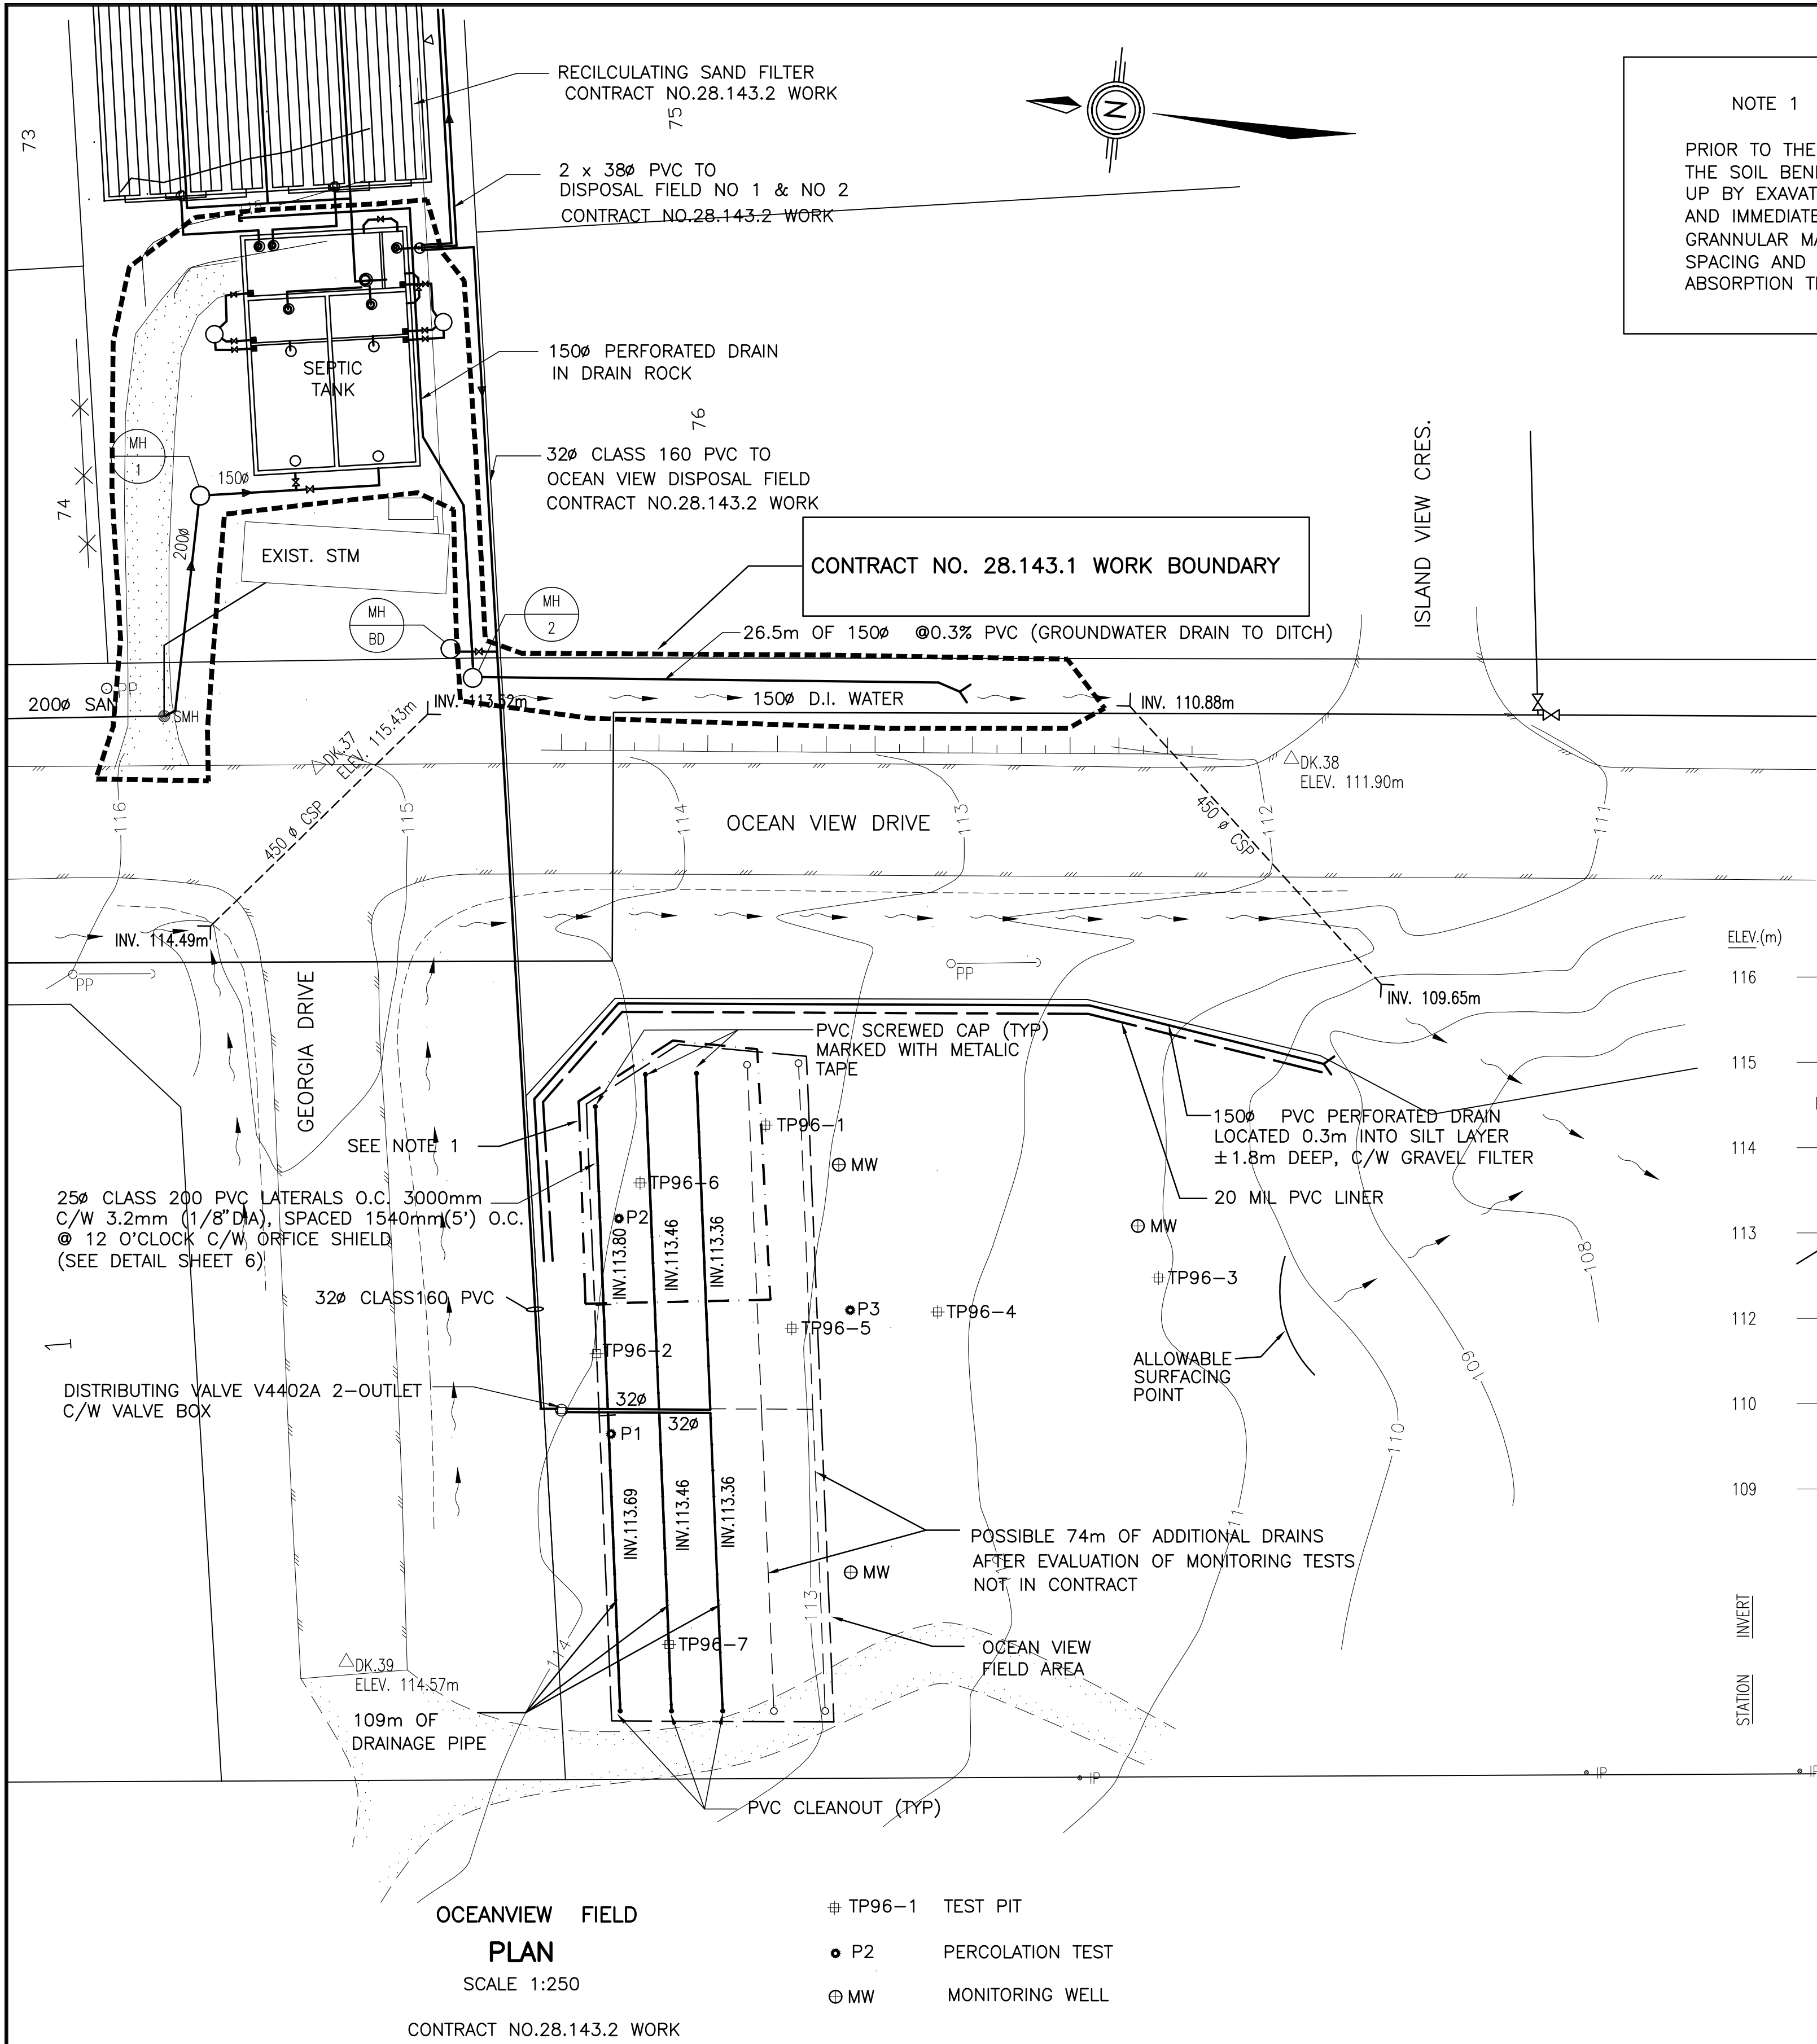 RECILCULATING SAND FILTER
CONTRACT NO.28.143.2 WORK
75
73
N
2 x 38ø PVC TO
DISPOSAL FIELD NO 1 & NO 2
CONTRACT NO.28.143.2 WORK
NOTE 1
PRIOR TO THE
THE SOIL
UP BY EXAVAT
AND IMMEDIATE
GRANNULAR
SPACING AND
ABSORPTION
SEPTIC
TANK
150ø PERFORATED DRAIN
IN DRAIN ROCK
76
74
MH
1
150ø
200ø
32ø CLASS 160 PVC TO
OCEAN VIEW DISPOSAL FIELD
CONTRACT NO.28.143.2 WORK
ISLAND VIEW CRES.
EXIST. STM
CONTRACT NO. 28.143.1 WORK BOUNDARY
MH
BD
MH
2
26.5m OF 150ø @0.3% PVC (GROUNDWATER DRAIN TO DITCH)
PP
200ø SAN
SMH
INV. 113.52m
150ø D.I. WATER
INV. 110.88m
DK.37
ELEV. 115.43m
DK.38
ELEV. 111.90m
116
115
114
113
112
111
OCEAN VIEW DRIVE
450 ø CSP
450 ø CSP
INV. 114.49m
PP
PP
INV. 109.65m
GEORGIA DRIVE
PVC SCREWED CAP (TYP)
MARKED WITH METALIC
TAPE
ELEV.(m)
116
115
114
113
112
110
109
SEE NOTE 1
TP96-1
MW
TP96-6
P2
150ø PVC PERFORATED DRAIN
LOCATED 0.3m INTO SILT LAYER
±1.8m DEEP, C/W GRAVEL FILTER
20 MIL PVC LINER
25ø CLASS 200 PVC LATERALS O.C. 3000mm
C/W 3.2mm (1/8"DIA), SPACED 1540mm(5') O.C.
@ 12 O'CLOCK C/W ORFICE SHIELD
(SEE DETAIL SHEET 6)
INV.113.80
INV.113.46
INV.113.36
MW
TP96-3
108
32ø CLASS160 PVC
P3
TP96-4
TP96-5
TP96-2
1
109
ALLOWABLE
SURFACING
POINT
DISTRIBUTING VALVE V4402A 2-OUTLET
C/W VALVE BOX
32ø
32ø
P1
110
INV.113.69
INV.113.46
INV.113.36
111
POSSIBLE 74m OF ADDITIONAL DRAINS
AFTER EVALUATION OF MONITORING TESTS
NOT IN CONTRACT
MW
113
114
TP96-7
OCEAN VIEW
FIELD AREA
DK.39
ELEV. 114.57m
109m OF
DRAINAGE PIPE
INVERT
STATION
IP
IP
PVC CLEANOUT (TYP)
OCEANVIEW FIELD
PLAN
SCALE 1:250
CONTRACT NO.28.143.2 WORK
TP96-1 TEST PIT
P2 PERCOLATION TEST
MW MONITORING WELL